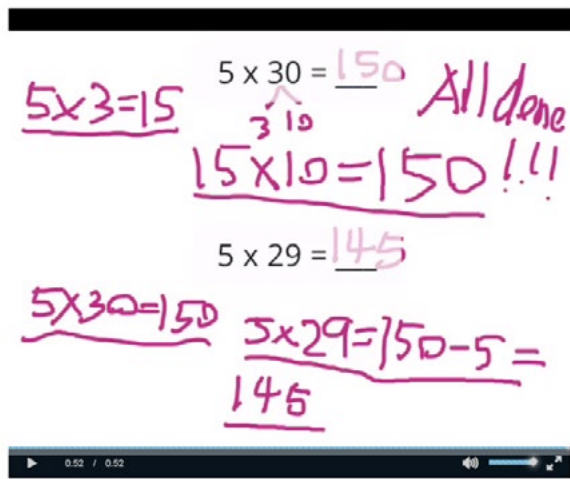 5 x 30 = 150
3 10
5x3=15
All done
!!!
15x10=150
5 x 29 = 145
5x30=150
5x29=150-5=
145
0:52 / 0:52